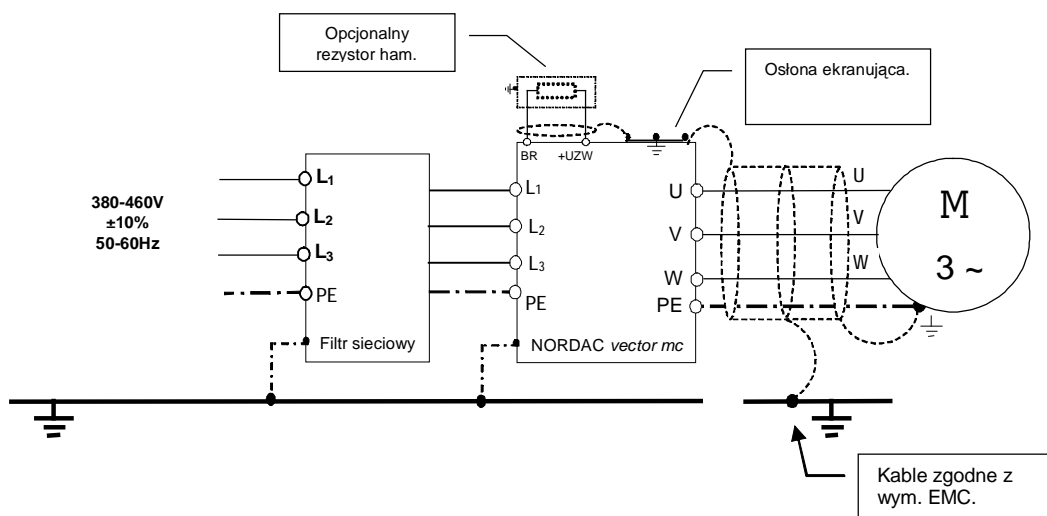 Opcjonalny
rezystor ham.
Osłona ekranująca.
BR
+UZW
380-460V
±10%
50-60Hz
L1
L2
L3
PE
Filtr sieciowy
L1
L2
L3
PE
U
V
W
PE
NORDAC vector mc
U
V
W
M
3 ~
Kable zgodne z
wym. EMC.